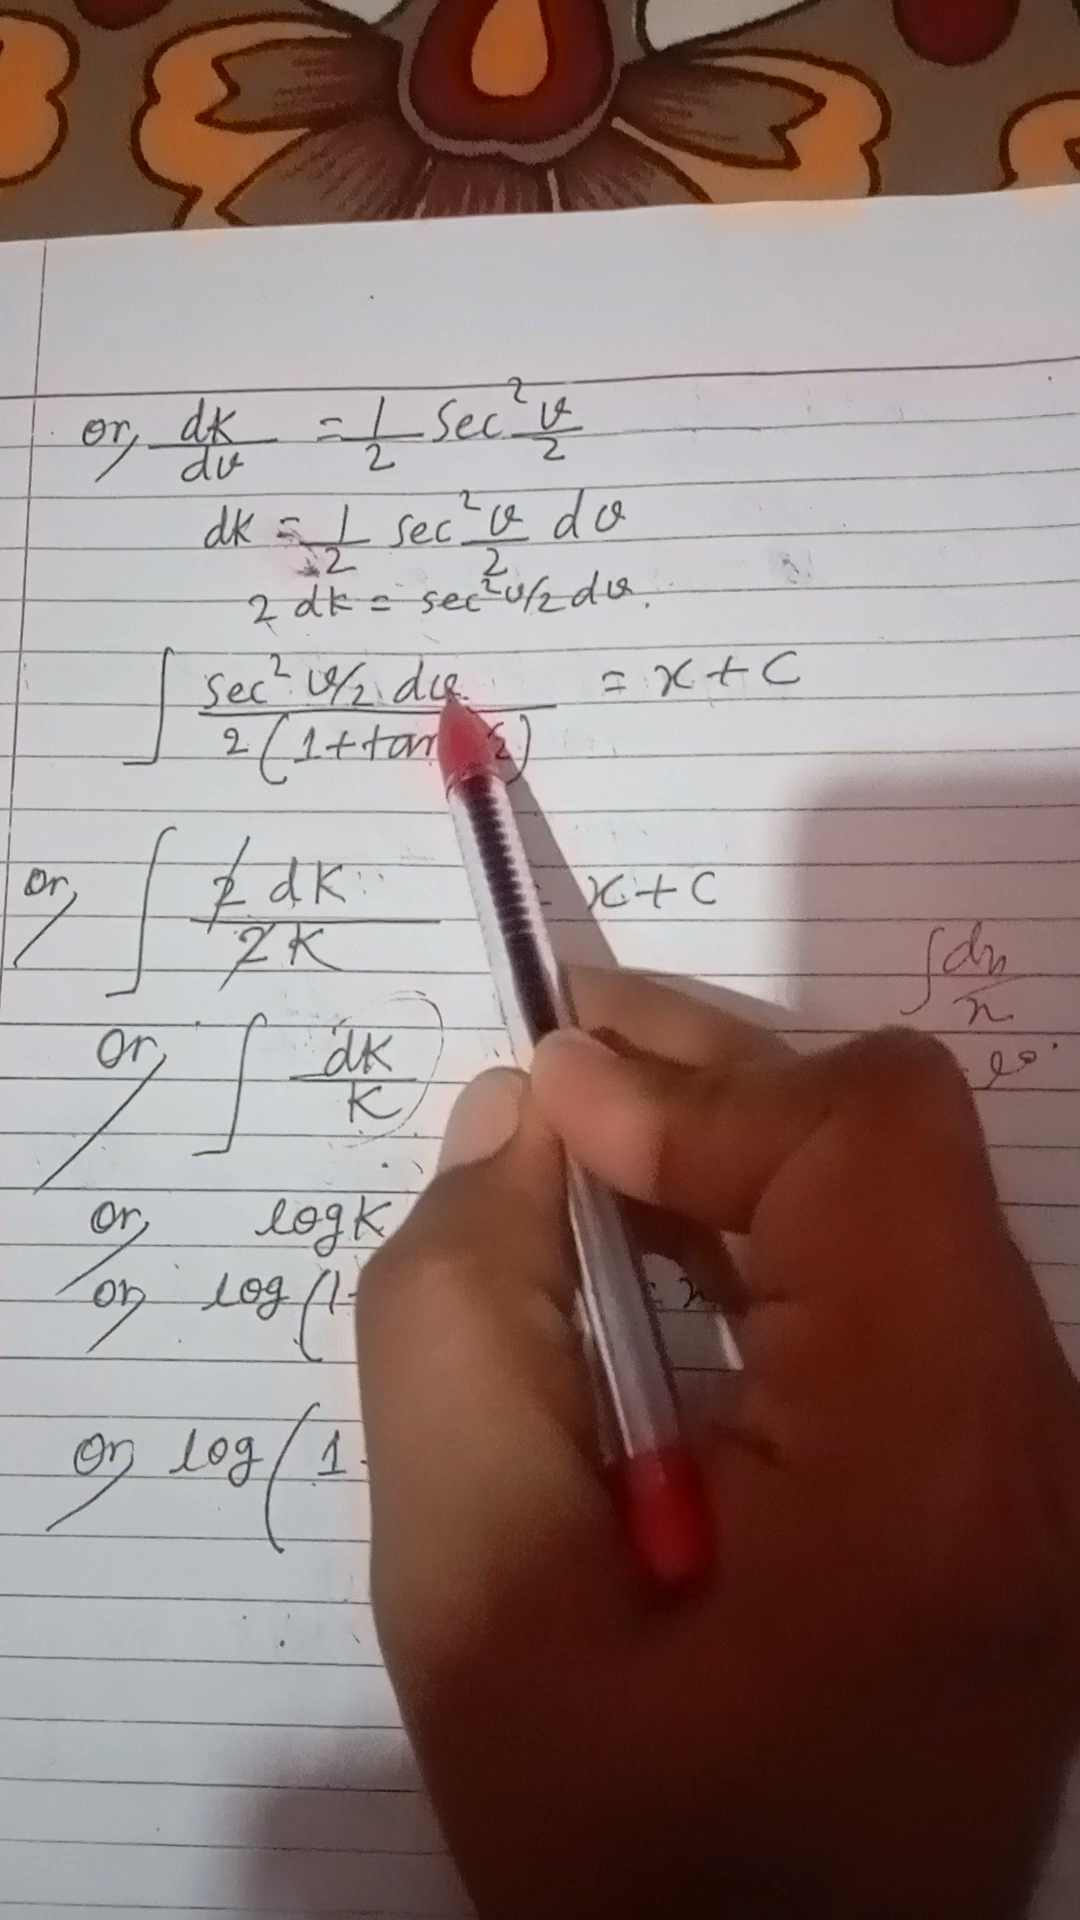 or, dk/dv = 1/2 sec² v/2
dk = 1/2 sec² v/2 dv
2 dk = sec² v/2 dv.
∫ sec² v/2 dv / 2(1+tan /2) = x + c
or, ∫ 2 dk / 2k = x + c
or, ∫ dk / k
∫ dx / x
or, log k
or, log (1+
or, log (1